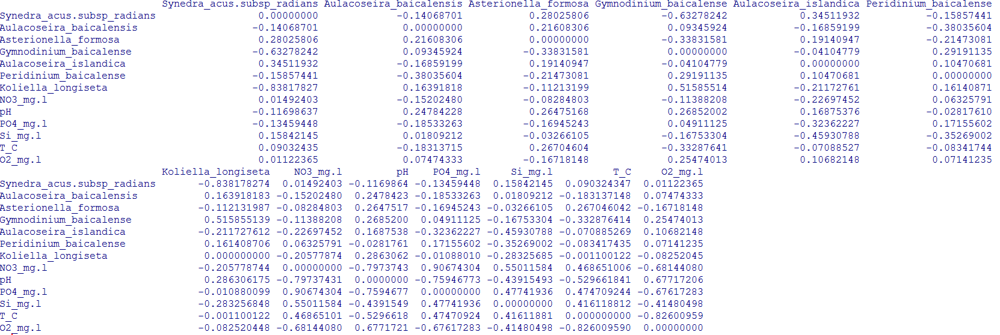 Synedra_acus.subsp_radians Aulacoseira_baicalensis Asterionella_formosa Gymnodinium_baicalense Aulacoseira_islandica Peridinium_baicalense
Synedra_acus.subsp_radians 0.00000000 -0.14068701 0.28025806 -0.63278242 0.34511932 -0.15857441
Aulacoseira_baicalensis -0.14068701 0.00000000 0.21608306 0.09345924 -0.16859199 -0.38035604
Asterionella_formosa 0.28025806 0.21608306 0.00000000 -0.33831581 0.19140947 -0.21473081
Gymnodinium_baicalense -0.63278242 0.09345924 -0.33831581 0.00000000 -0.04104779 0.29191135
Aulacoseira_islandica 0.34511932 -0.16859199 0.19140947 -0.04104779 0.00000000 0.10470681
Peridinium_baicalense -0.15857441 -0.38035604 -0.21473081 0.29191135 0.10470681 0.00000000
Koliella_longiseta -0.83817827 0.16391818 -0.11213199 0.51585514 -0.21172761 0.16140871
NO3_mg.l 0.01492403 -0.15202480 -0.08284803 -0.11388208 -0.22697452 0.06325791
pH -0.11698637 0.24784228 0.26475168 0.26852002 0.16875376 -0.02817610
PO4_mg.l -0.13459448 -0.18533263 -0.16945243 0.04911125 -0.32362227 0.17155602
Si_mg.l 0.15842145 0.01809212 -0.03266105 -0.16753304 -0.45930788 -0.35269002
T_C 0.09032435 -0.18313715 0.26704604 -0.33287641 -0.07088527 -0.08341744
O2_mg.l 0.01122365 0.07474333 -0.16718148 0.25474013 0.10682148 0.07141235
Koliella_longiseta NO3_mg.l pH PO4_mg.l Si_mg.l T_C O2_mg.l
Synedra_acus.subsp_radians -0.838178274 0.01492403 -0.1169864 -0.13459448 0.15842145 0.090324347 0.01122365
Aulacoseira_baicalensis 0.163918183 -0.15202480 0.2478423 -0.18533263 0.01809212 -0.183137148 0.07474333
Asterionella_formosa -0.112131987 -0.08284803 0.2647517 -0.16945243 -0.03266105 0.267046042 -0.16718148
Gymnodinium_baicalense 0.515855139 -0.11388208 0.2685200 0.04911125 -0.16753304 -0.332876414 0.25474013
Aulacoseira_islandica -0.211727612 -0.22697452 0.1687538 -0.32362227 -0.45930788 -0.070885269 0.10682148
Peridinium_baicalense 0.161408706 0.06325791 -0.0281761 0.17155602 -0.35269002 -0.083417435 0.07141235
Koliella_longiseta 0.000000000 -0.20577874 0.2863062 -0.01088010 -0.28325685 -0.001100122 -0.08252045
NO3_mg.l -0.205778744 0.00000000 -0.7973743 0.90674304 0.55011584 0.468651006 -0.68144080
pH 0.286306175 -0.79737431 0.0000000 -0.75946773 -0.43915493 -0.529661841 0.67717206
PO4_mg.l -0.010880099 0.90674304 -0.7594677 0.00000000 0.47741936 0.474709244 -0.67617283
Si_mg.l -0.283256848 0.55011584 -0.4391549 0.47741936 0.00000000 0.416118812 -0.41480498
T_C -0.001100122 0.46865101 -0.5296618 0.47470924 0.41611881 0.000000000 -0.82600959
O2_mg.l -0.082520448 -0.68144080 0.6771721 -0.67617283 -0.41480498 -0.826009590 0.00000000